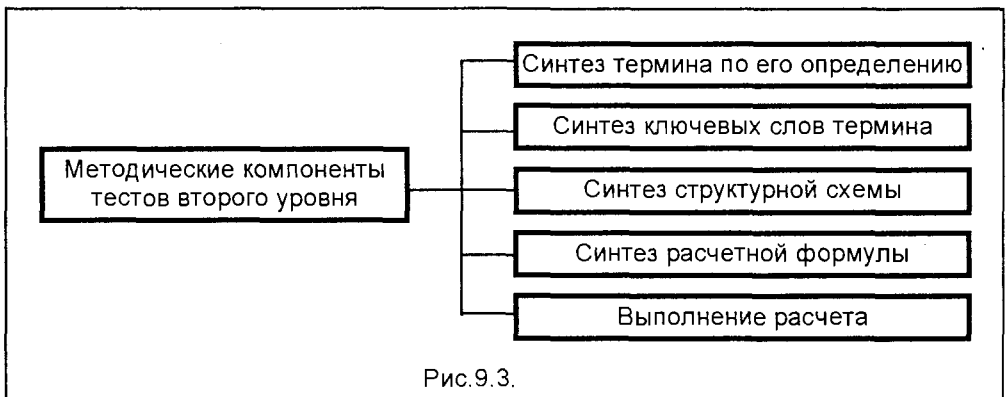 Методические компоненты
тестов второго уровня
Синтез термина по его определению
Синтез ключевых слов термина
Синтез структурной схемы
Синтез расчетной формулы
Выполнение расчета
Рис.9.3.